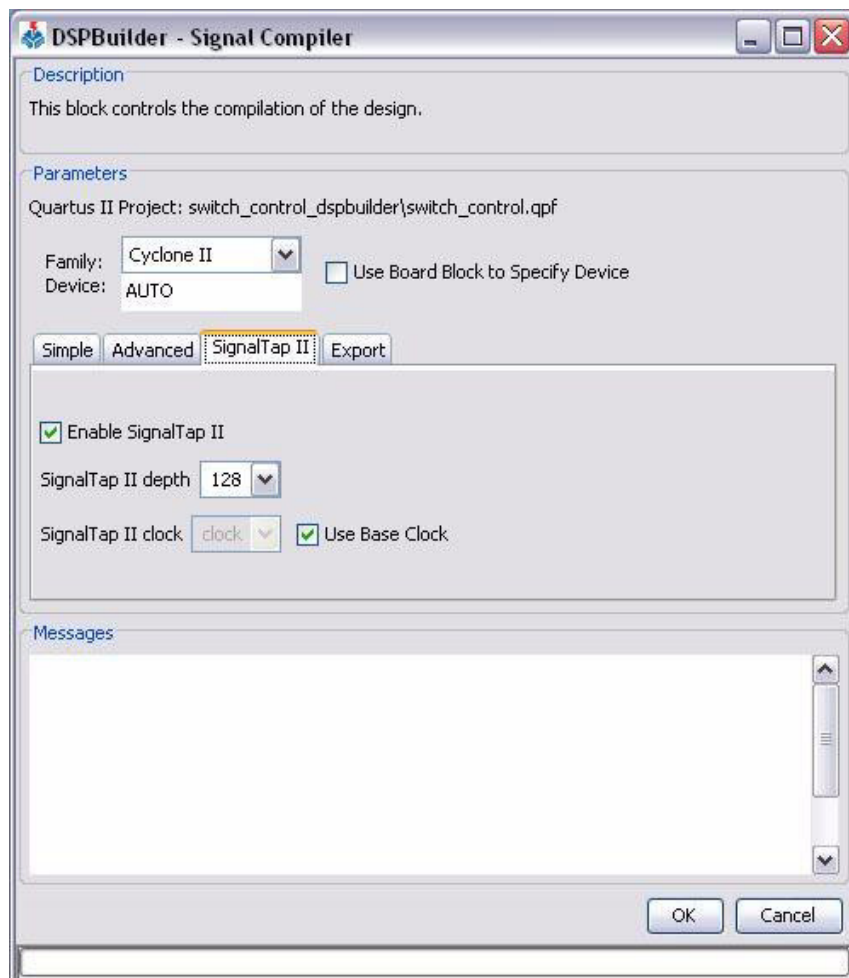 DSPBuilder - Signal Compiler
Description
This block controls the compilation of the design.
Parameters
Quartus II Project: switch_control_dspbuilder\switch_control.qpf
Family: Cyclone II
Use Board Block to Specify Device
Device: AUTO
Simple Advanced SignalTap II Export
Enable SignalTap II
SignalTap II depth 128
SignalTap II clock clock Use Base Clock
Messages
OK Cancel